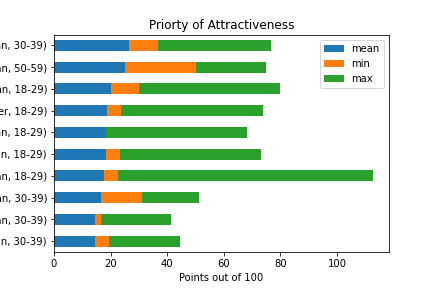 Priorty of Attractiveness
an, 30-39)
an, 50-59)
an, 18-29)
er, 18-29)
an, 18-29)
n, 18-29)
an, 18-29)
an, 30-39)
an, 30-39)
n, 30-39)
mean
min
max
0 20 40 60 80 100
Points out of 100